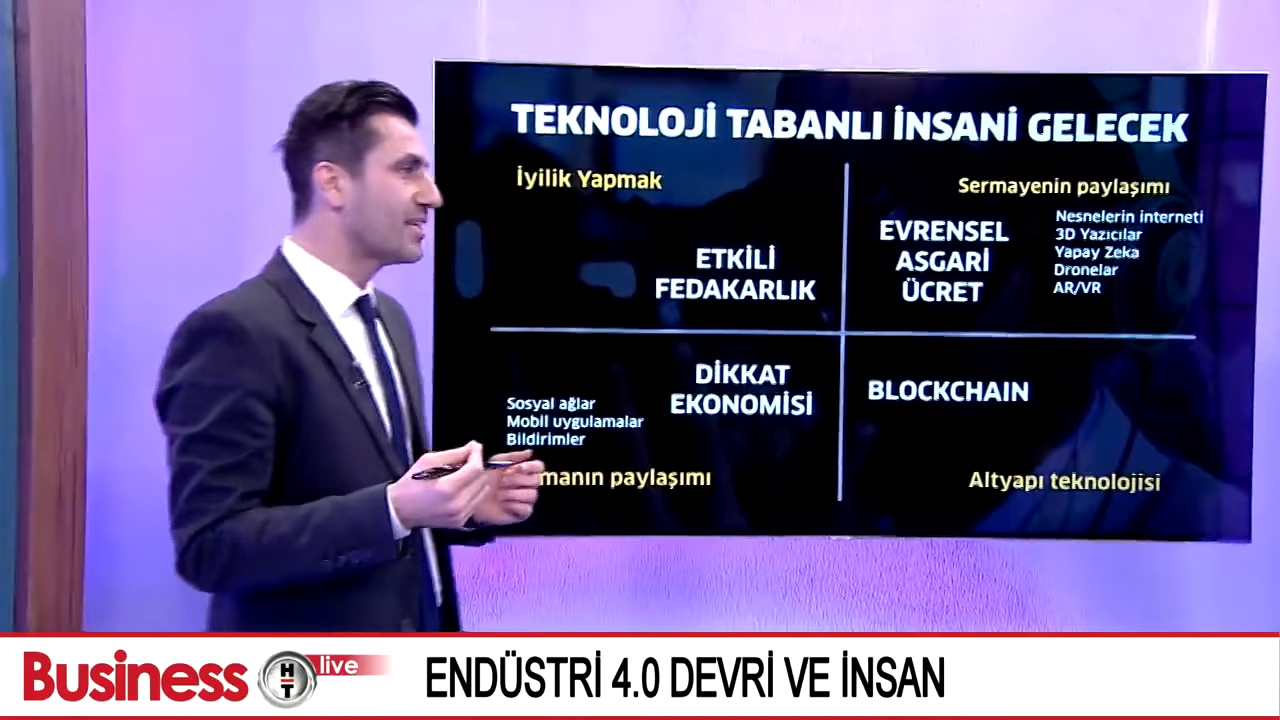 TEKNOLOJİ TABANLI İNSANİ GELECEK
İyilik Yapmak
Sermayenin paylaşımı
ETKİLİ
FEDAKARLIK
EVRENSEL
ASGARİ
ÜCRET
Nesnelerin interneti
3D Yazıcılar
Yapay Zeka
Dronelar
AR/VR
DİKKAT
EKONOMİSİ
Sosyal ağlar
Mobil uygulamalar
Bildirimler
paylaşımı
BLOCKCHAIN
Altyapı teknolojisi
Business HT live
ENDÜSTRİ 4.0 DEVRİ VE İNSAN